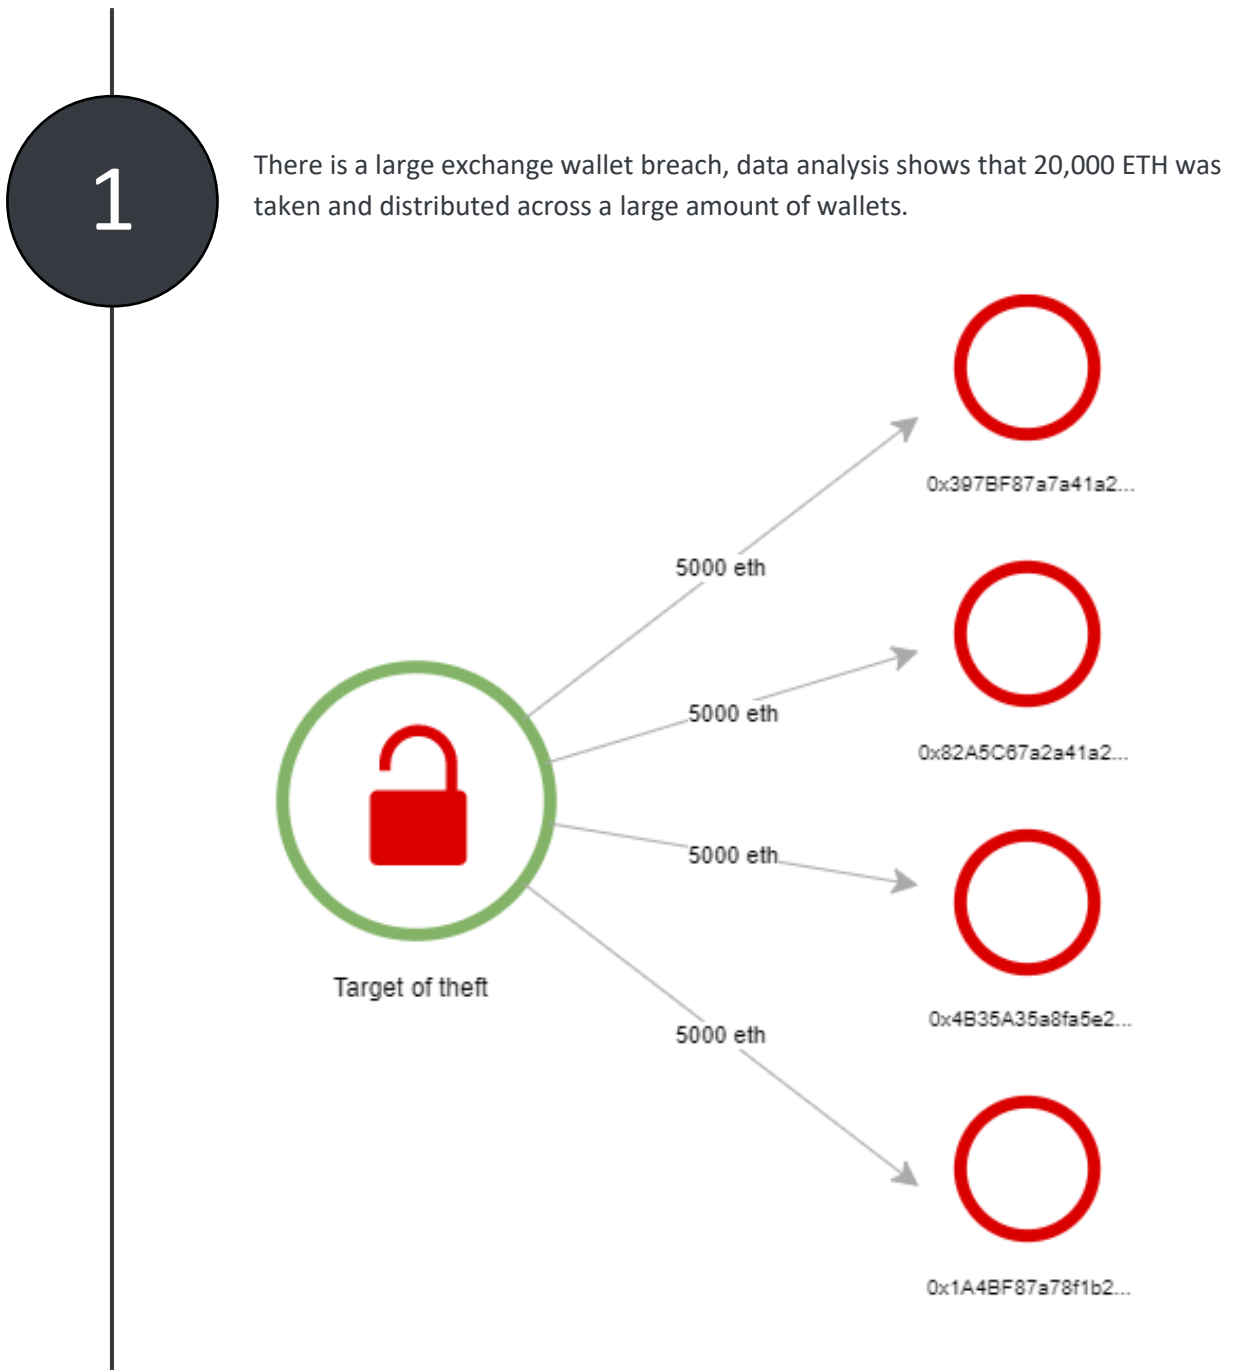 1
There is a large exchange wallet breach, data analysis shows that 20,000 ETH was
taken and distributed across a large amount of wallets.
0x397BF87a7a41a2...
5000 eth
0x82A5C67a2a41a2...
5000 eth
5000 eth
Target of theft
0x4B35A35a8fa5e2...
5000 eth
0x1A4BF87a78f1b2...